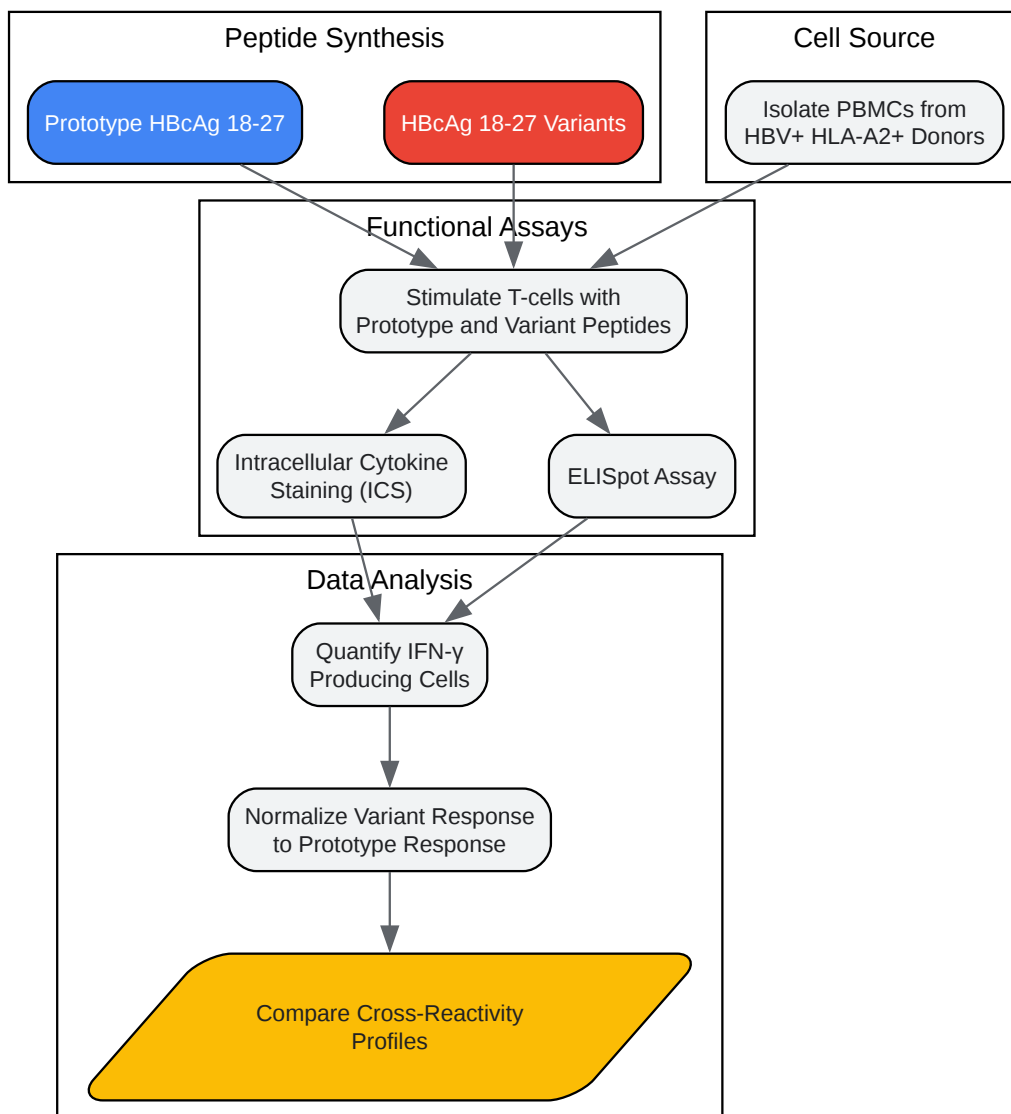 Peptide Synthesis
Cell Source
Prototype HBcAg 18-27
HBcAg 18-27 Variants
Isolate PBMCs from
HBV+ HLA-A2+ Donors
Functional Assays
Stimulate T-cells with
Prototype and Variant Peptides
Intracellular Cytokine
Staining (ICS)
ELISpot Assay
Data Analysis
Quantify IFN-γ
Producing Cells
Normalize Variant Response
to Prototype Response
Compare Cross-Reactivity
Profiles